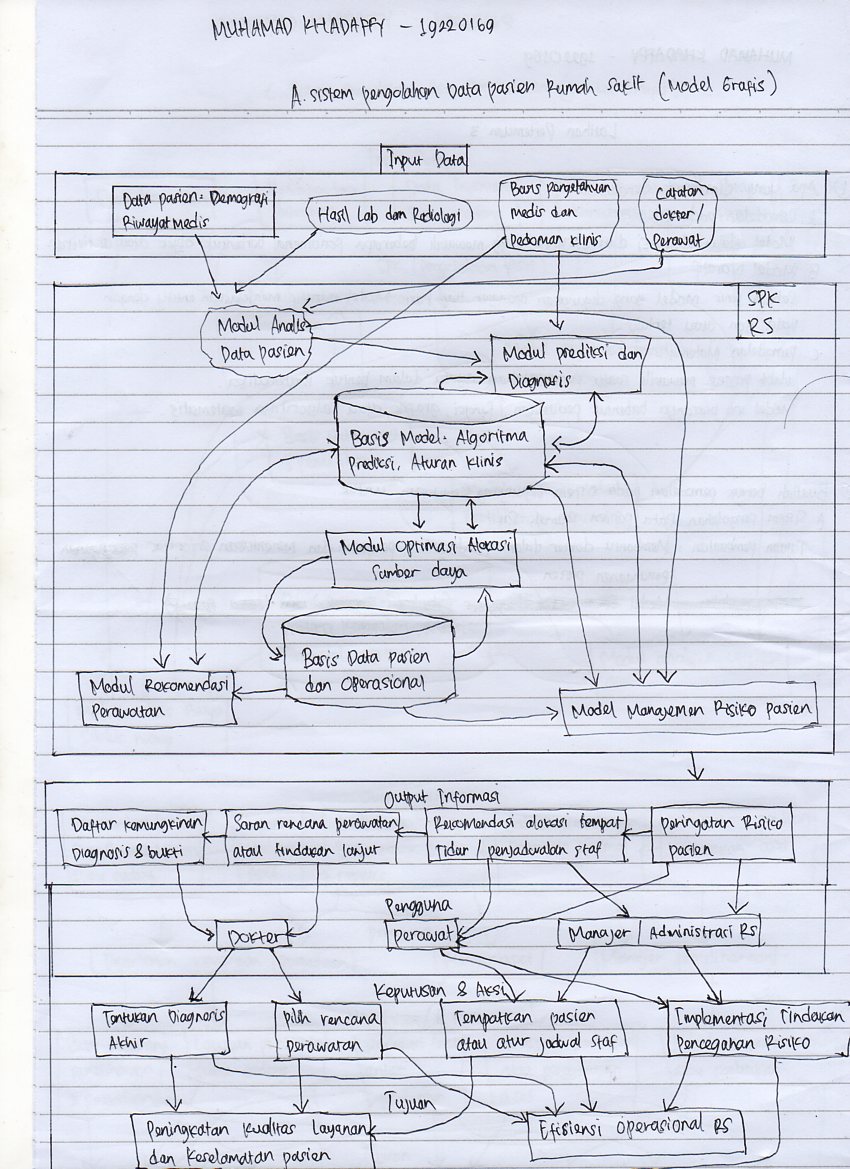 MUHAMAD KHADAFFY - 19220169
A. sistem pengolahan Data pasien Rumah Sakit (Model Grafis)
Input Data
Data pasien: Demografi
Riwayat Medis
Hasil Lab dan Radiologi
Basis pengetahuan
medis dan
Pedoman klinis
Catatan
dokter/
Perawat
SPK
RS
Modul Analis
Data pasien
Modul prediksi dan
Diagnosis
Basis Model: Algoritma
Prediksi, Aturan klinis
Modul Optimasi Alokasi
Sumber daya
Basis Data pasien
dan Operasional
Modul Rekomendasi
Perawatan
Model Manajemen Risiko pasien
Output Informasi
Daftar kemungkinan
Diagnosis & bukti
Saran rencana perawatan
atau tindakan lanjut
Rekomendasi alokasi tempat
Tidur / penjadwalan staf
Peringatan Risiko
pasien
Pengguna
Dokter
Perawat
Manajer / Administrasi RS
Keputusan & Aksi
Tentukan Diagnosis
Akhir
pilih rencana
perawatan
Tempatkan pasien
atau atur jadwal staf
Implementasi Tindakan
Pencegahan Risiko
Tujuan
Peningkatan kualitas layanan
dan keselamatan pasien
Efisiensi operasional RS